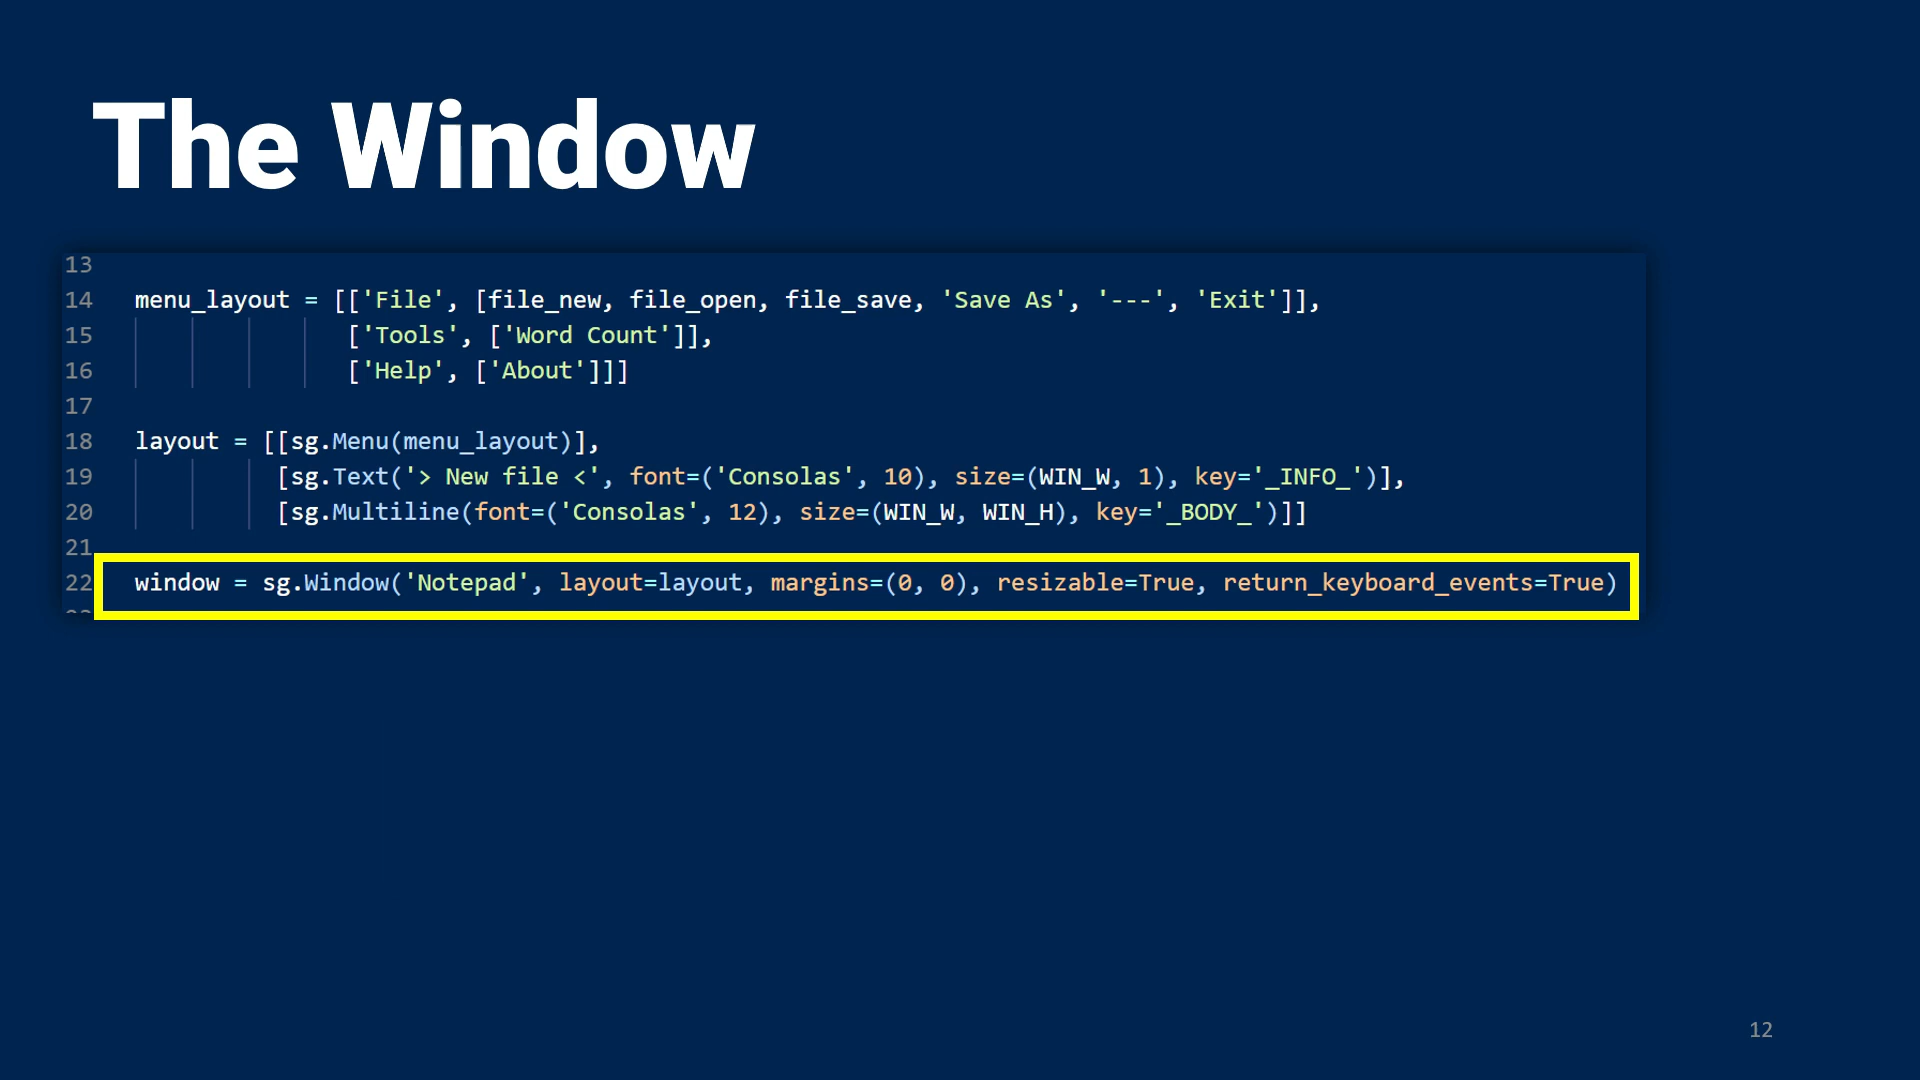 The Window
13
14 menu_layout = [['File', [file_new, file_open, file_save, 'Save As', '---', 'Exit']],
15 ['Tools', ['Word Count']],
16 ['Help', ['About']]]
17
18 layout = [[sg.Menu(menu_layout)],
19 [sg.Text('> New file <', font=('Consolas', 10), size=(WIN_W, 1), key='_INFO_')],
20 [sg.Multiline(font=('Consolas', 12), size=(WIN_W, WIN_H), key='_BODY_')]]
21
22 window = sg.Window('Notepad', layout=layout, margins=(0, 0), resizable=True, return_keyboard_events=True)
12